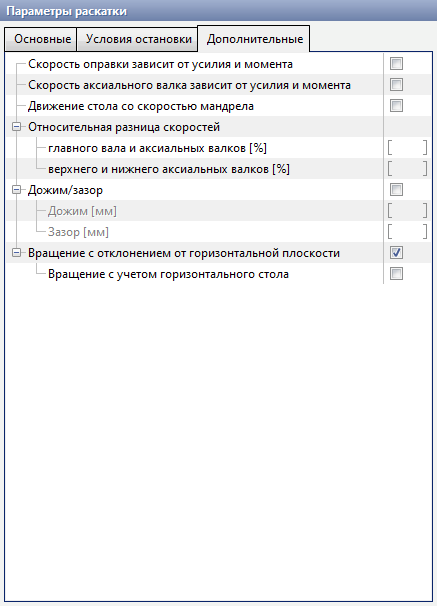 Параметры раскатки
Основные Условия остановки Дополнительные
Скорость оправки зависит от усилия и момента
Скорость аксиального валка зависит от усилия и момента
Движение стола со скоростью мандрела
Относительная разница скоростей
главного вала и аксиальных валков [%] [ ]
верхнего и нижнего аксиальных валков [%] [ ]
Дожим/зазор
Дожим [мм] [ ]
Зазор [мм] [ ]
Вращение с отклонением от горизонтальной плоскости
Вращение с учетом горизонтального стола